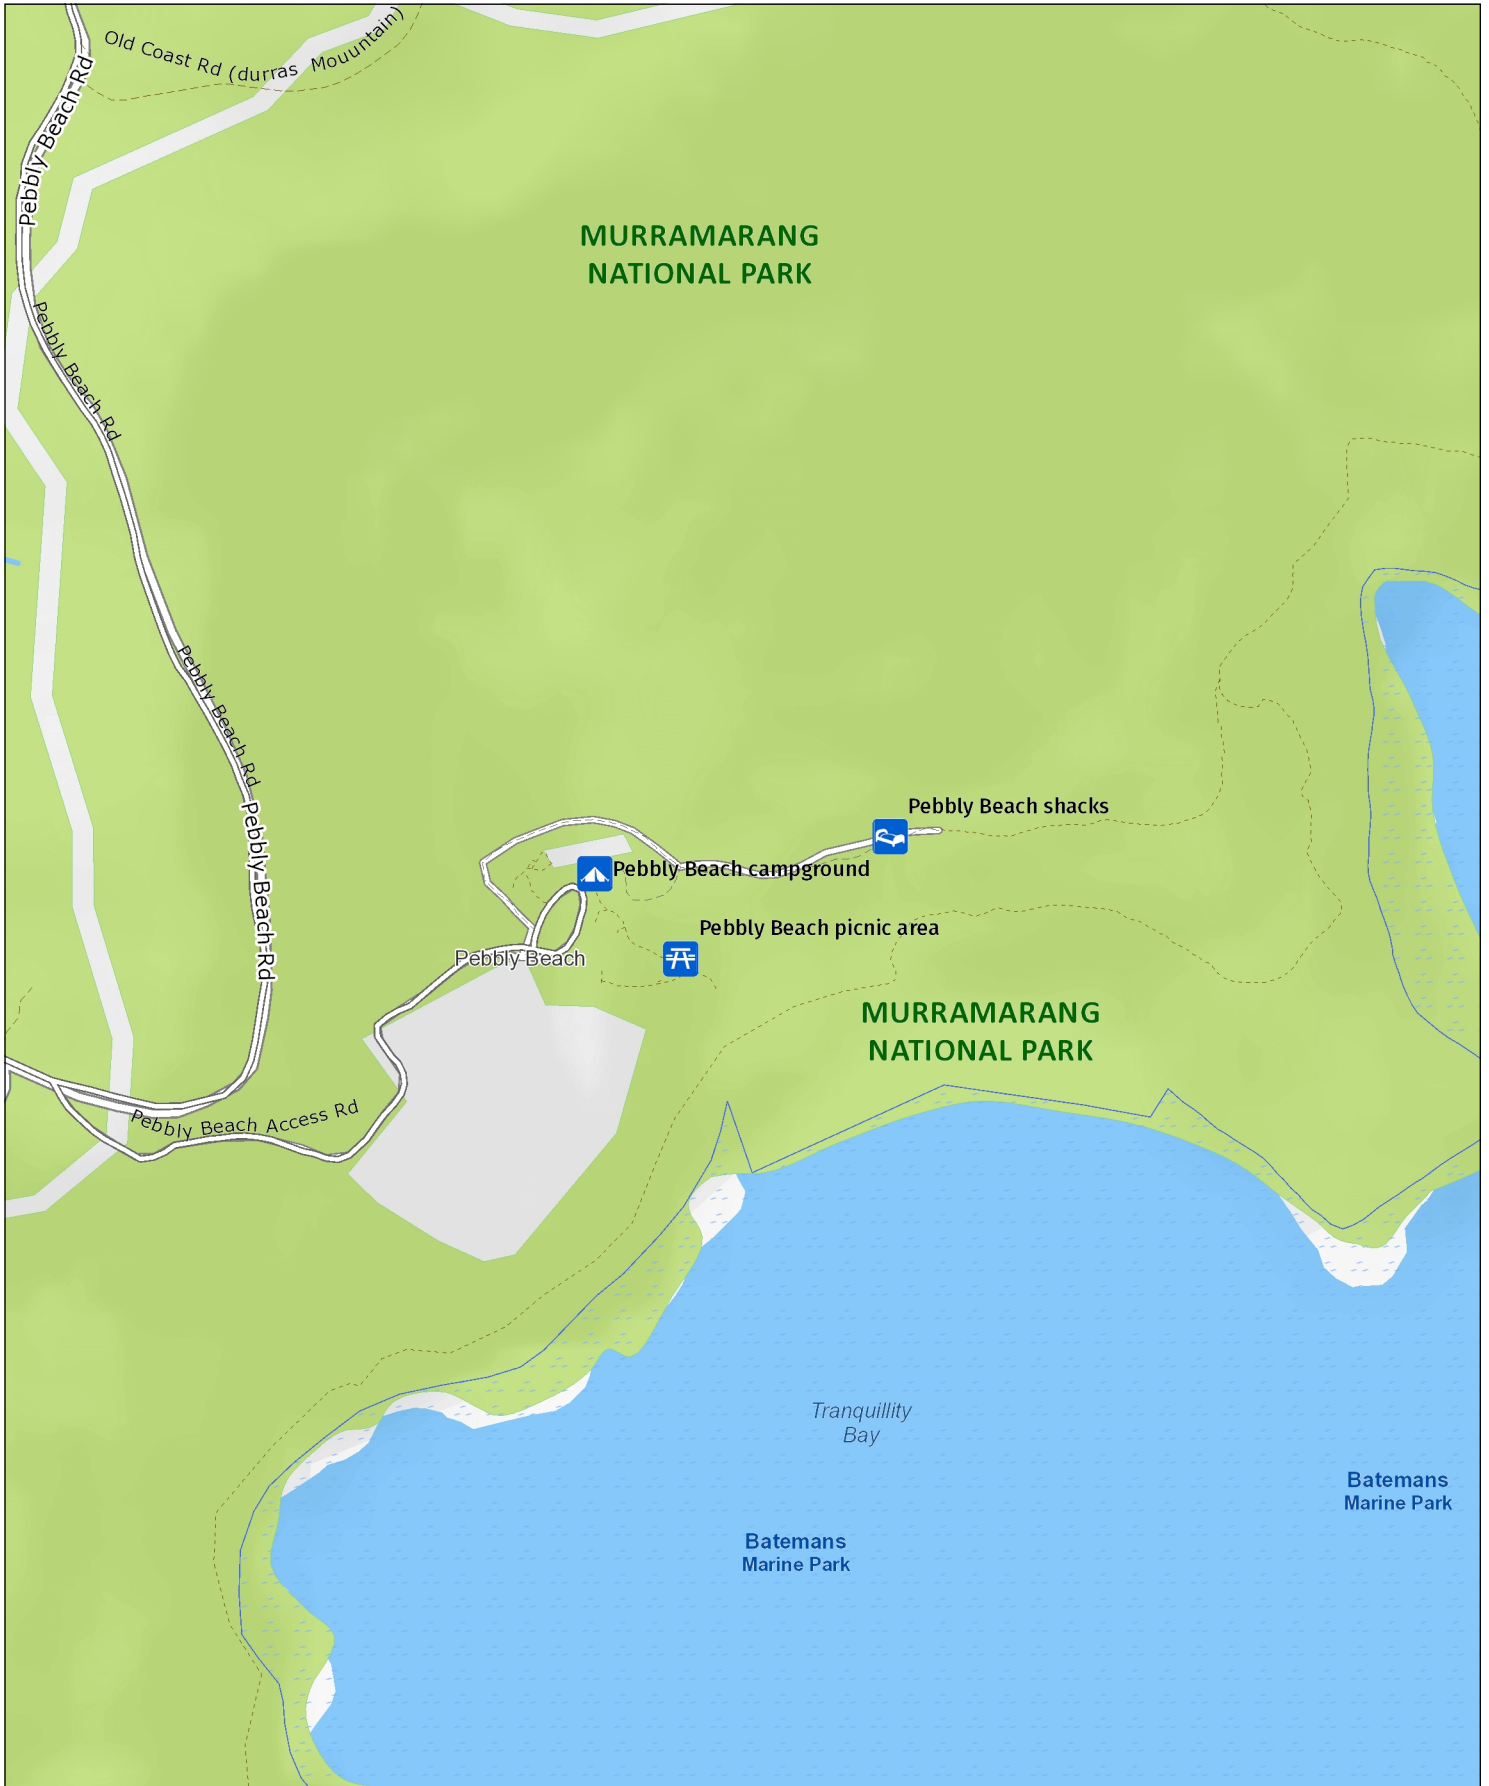 Old Coast Rd (durras Mouuntain)
Pebbly Beach Rd
MURRAMARANG
NATIONAL PARK
Pebbly Beach Rd
Pebbly Beach Rd
Pebbly Beach Rd
Pebbly Beach shacks
Pebbly Beach campground
Pebbly Beach picnic area
Pebbly Beach
MURRAMARANG
NATIONAL PARK
Pebbly Beach Access Rd
Tranquillity
Bay
Batemans
Marine Park
Batemans
Marine Park